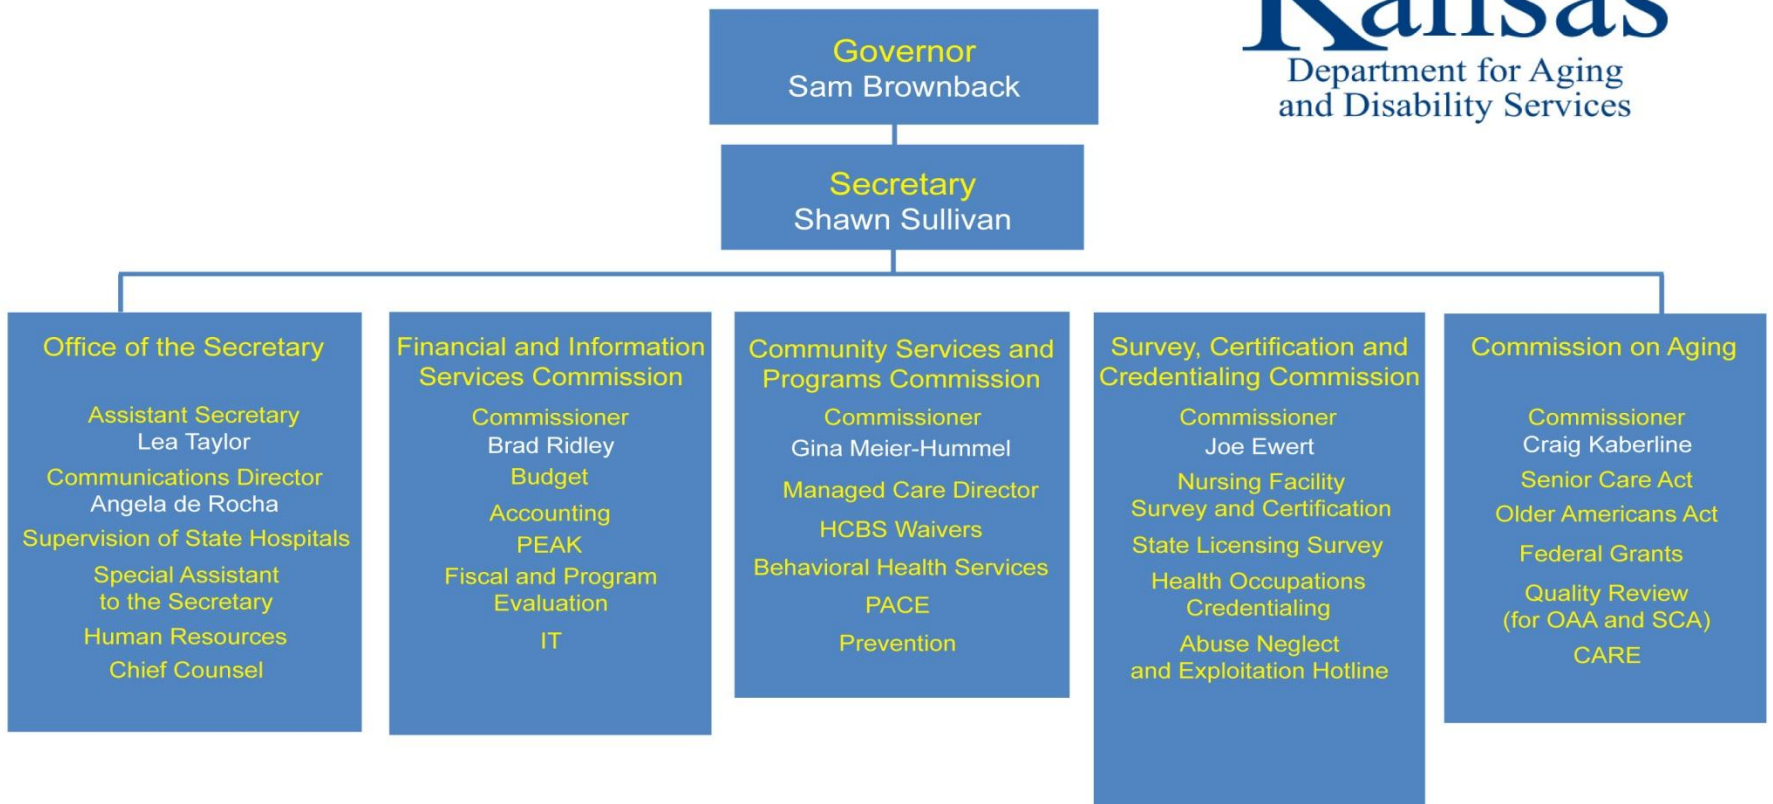 Kansas
Department for Aging
and Disability Services
Governor
Sam Brownback
Secretary
Shawn Sullivan
Office of the Secretary
Assistant Secretary
Lea Taylor
Communications Director
Angela de Rocha
Supervision of State Hospitals
Special Assistant
to the Secretary
Human Resources
Chief Counsel
Financial and Information
Services Commission
Commissioner
Brad Ridley
Budget
Accounting
PEAK
Fiscal and Program
Evaluation
IT
Community Services and
Programs Commission
Commissioner
Gina Meier-Hummel
Managed Care Director
HCBS Waivers
Behavioral Health Services
PACE
Prevention
Survey, Certification and
Credentialing Commission
Commissioner
Joe Ewert
Nursing Facility
Survey and Certification
State Licensing Survey
Health Occupations
Credentialing
Abuse Neglect
and Exploitation Hotline
Commission on Aging
Commissioner
Craig Kaberline
Senior Care Act
Older Americans Act
Federal Grants
Quality Review
(for OAA and SCA)
CARE